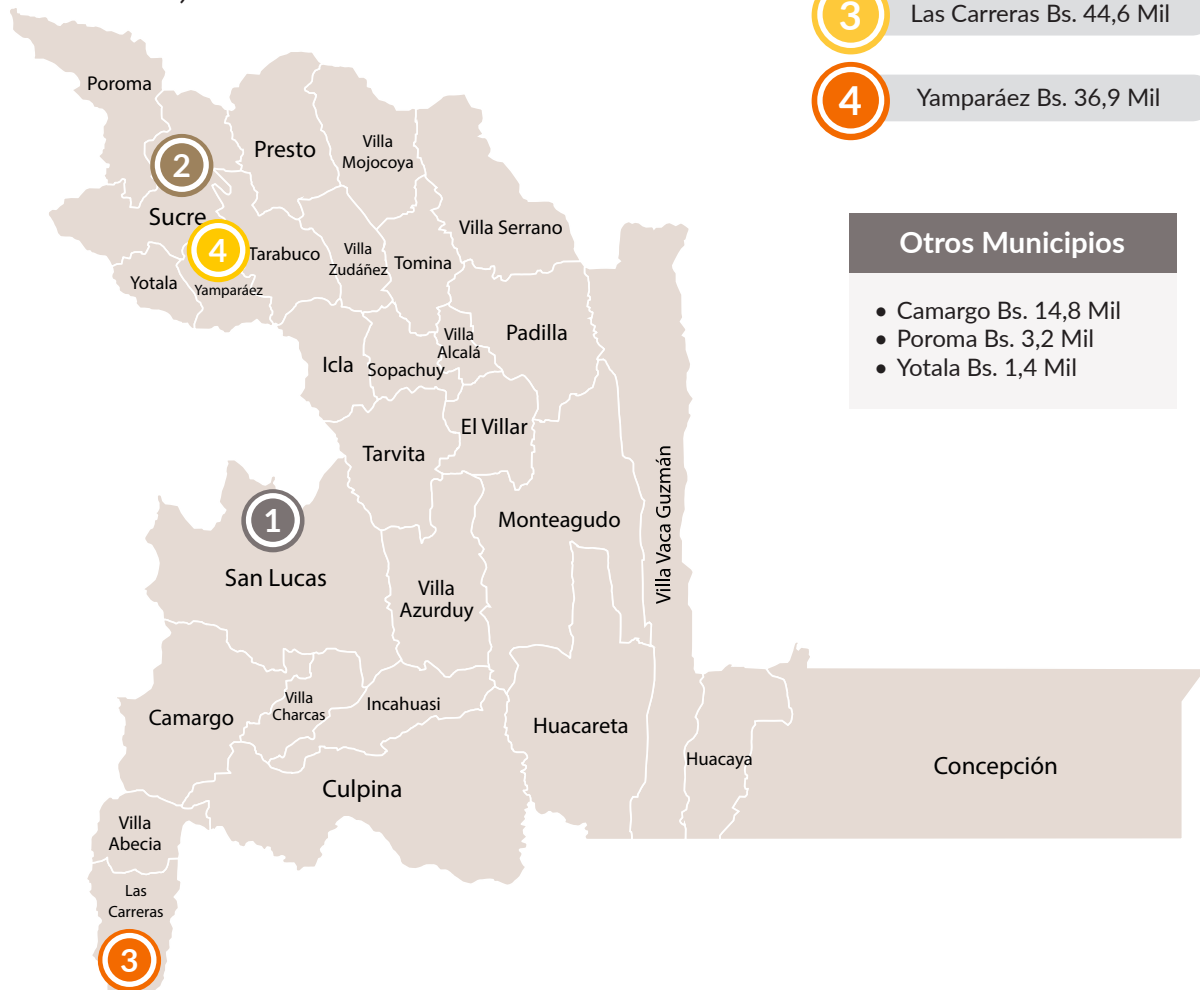 3
Las Carreras Bs. 44,6 Mil
4
Yamparáez Bs. 36,9 Mil
Otros Municipios
• Camargo Bs. 14,8 Mil
• Poroma Bs. 3,2 Mil
• Yotala Bs. 1,4 Mil
Poroma
2
Presto
Villa
Mojocoya
Sucre
4
Tarabuco
Villa
Zudáñez
Tomina
Villa Serrano
Yotala
Yamparáez
Icla
Sopachuy
Villa
Alcalá
Padilla
El Villar
Tarvita
1
San Lucas
Monteagudo
Villa Vaca Guzmán
Villa
Azurduy
Camargo
Villa
Charcas
Incahuasi
Huacareta
Huacaya
Concepción
Culpina
Villa
Abecia
Las
Carreras
3